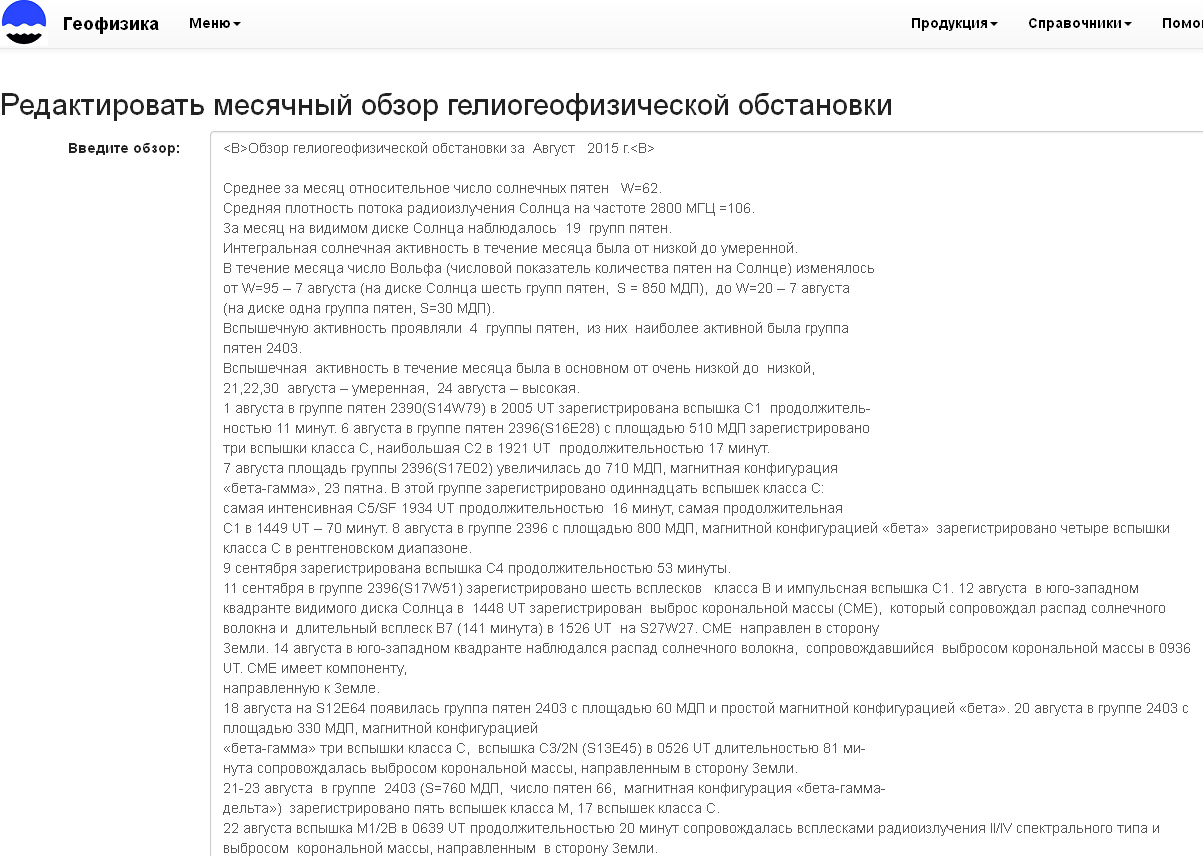 Геофизика Меню Продукция Справочники
Редактировать месячный обзор гелиогеофизической обстановки
Введите обзор:
<B>Обзор гелиогеофизической обстановки за Август 2015 г.<B>
Среднее за месяц относительное число солнечных пятен W=62.
Средняя плотность потока радиоизлучения Солнца на частоте 2800 МГЦ =106.
За месяц на видимом диске Солнца наблюдалось 19 групп пятен.
Интегральная солнечная активность в течение месяца была от низкой до умеренной.
В течение месяца число Вольфа (числовой показатель количества пятен на Солнце) изменялось
от W=95 – 7 августа (на диске Солнца шесть групп пятен, S = 850 МДП), до W=20 – 7 августа
(на диске одна группа пятен, S=30 МДП).
Вспышечную активность проявляли 4 группы пятен, из них наиболее активной была группа
пятен 2403.
Вспышечная активность в течение месяца была в основном от очень низкой до низкой,
21,22,30 августа – умеренная, 24 августа – высокая.
1 августа в группе пятен 2390(S14W79) в 2005 UT зарегистрирована вспышка С1 продолжитель-
ностью 11 минут. 6 августа в группе пятен 2396(S16E28) с площадью 510 МДП зарегистрировано
три вспышки класса С, наибольшая С2 в 1921 UT продолжительностью 17 минут.
7 августа площадь группы 2396(S17E02) увеличилась до 710 МДП, магнитная конфигурация
«бета-гамма», 23 пятна. В этой группе зарегистрировано одиннадцать вспышек класса С:
самая интенсивная С5/SF 1934 UT продолжительностью 16 минут, самая продолжительная
С1 в 1449 UT – 70 минут. 8 августа в группе 2396 с площадью 800 МДП, магнитной конфигурацией «бета» зарегистрировано четыре вспышки
класса С в рентгеновском диапазоне.
9 сентября зарегистрирована вспышка С4 продолжительностью 53 минуты.
11 сентября в группе 2396(S17W51) зарегистрировано шесть всплесков класса В и импульсная вспышка С1. 12 августа в юго-западном
квадранте видимого диска Солнца в 1448 UT зарегистрирован выброс корональной массы (СМЕ), который сопровождал распад солнечного
волокна и длительный всплеск В7 (141 минута) в 1526 UT на S27W27. СМЕ направлен в сторону
Земли. 14 августа в юго-западном квадранте наблюдался распад солнечного волокна, сопровождавшийся выбросом корональной массы в 0936
UT. СМЕ имеет компоненту,
направленную к Земле.
18 августа на S12E64 появилась группа пятен 2403 с площадью 60 МДП и простой магнитной конфигурацией «бета». 20 августа в группе 2403 с
площадью 330 МДП, магнитной конфигурацией
«бета-гамма» три вспышки класса С, вспышка С3/2N (S13E45) в 0526 UT длительностью 81 ми-
нута сопровождалась выбросом корональной массы, направленным в сторону Земли.
21-23 августа в группе 2403 (S=760 МДП, число пятен 66, магнитная конфигурация «бета-гамма-
дельта») зарегистрировано пять вспышек класса М, 17 вспышек класса С.
22 августа вспышка М1/2В в 0639 UT продолжительностью 20 минут сопровождалась всплесками радиоизлучения II/IV спектрального типа и
выбросом корональной массы, направленным в сторону Земли.